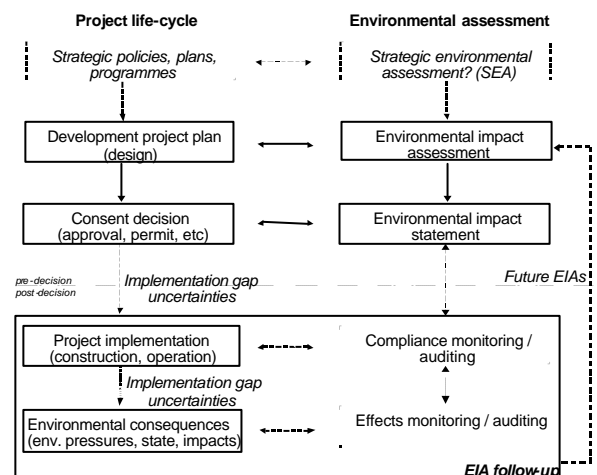 Project life-cycle
Environmental assessment
Strategic policies, plans,
programmes
Strategic environmental
assessment? (SEA)
Development project plan
(design)
Environmental impact
assessment
Consent decision
(approval, permit, etc)
Environmental impact
statement
pre-decision
post-decision
Implementation gap
uncertainties
Future EIAs
Project implementation
(construction, operation)
Compliance monitoring /
auditing
Implementation gap
uncertainties
Environmental consequences
(env. pressures, state, impacts)
Effects monitoring / auditing
EIA follow-up